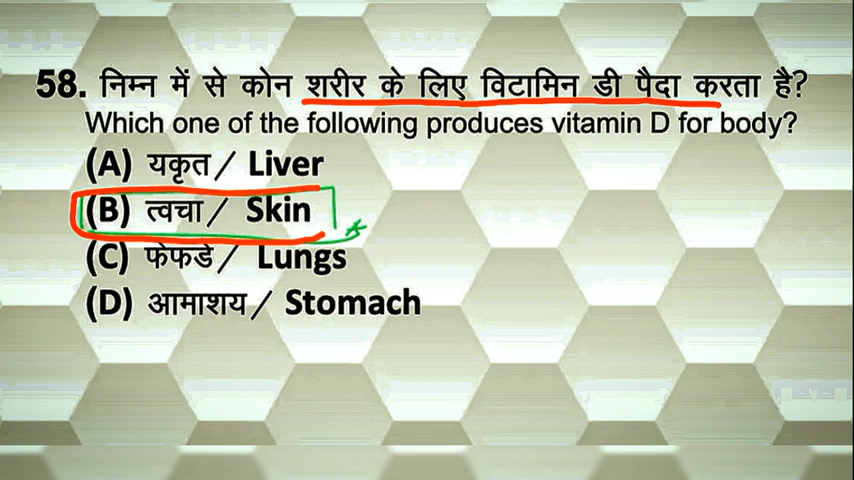 58. निम्न में से कोन शरीर के लिए विटामिन डी पैदा करता है?
Which one of the following produces vitamin D for body?
(A) यकृत / Liver
(B) त्वचा / Skin
(C) फेफडे / Lungs
(D) आमाशय / Stomach